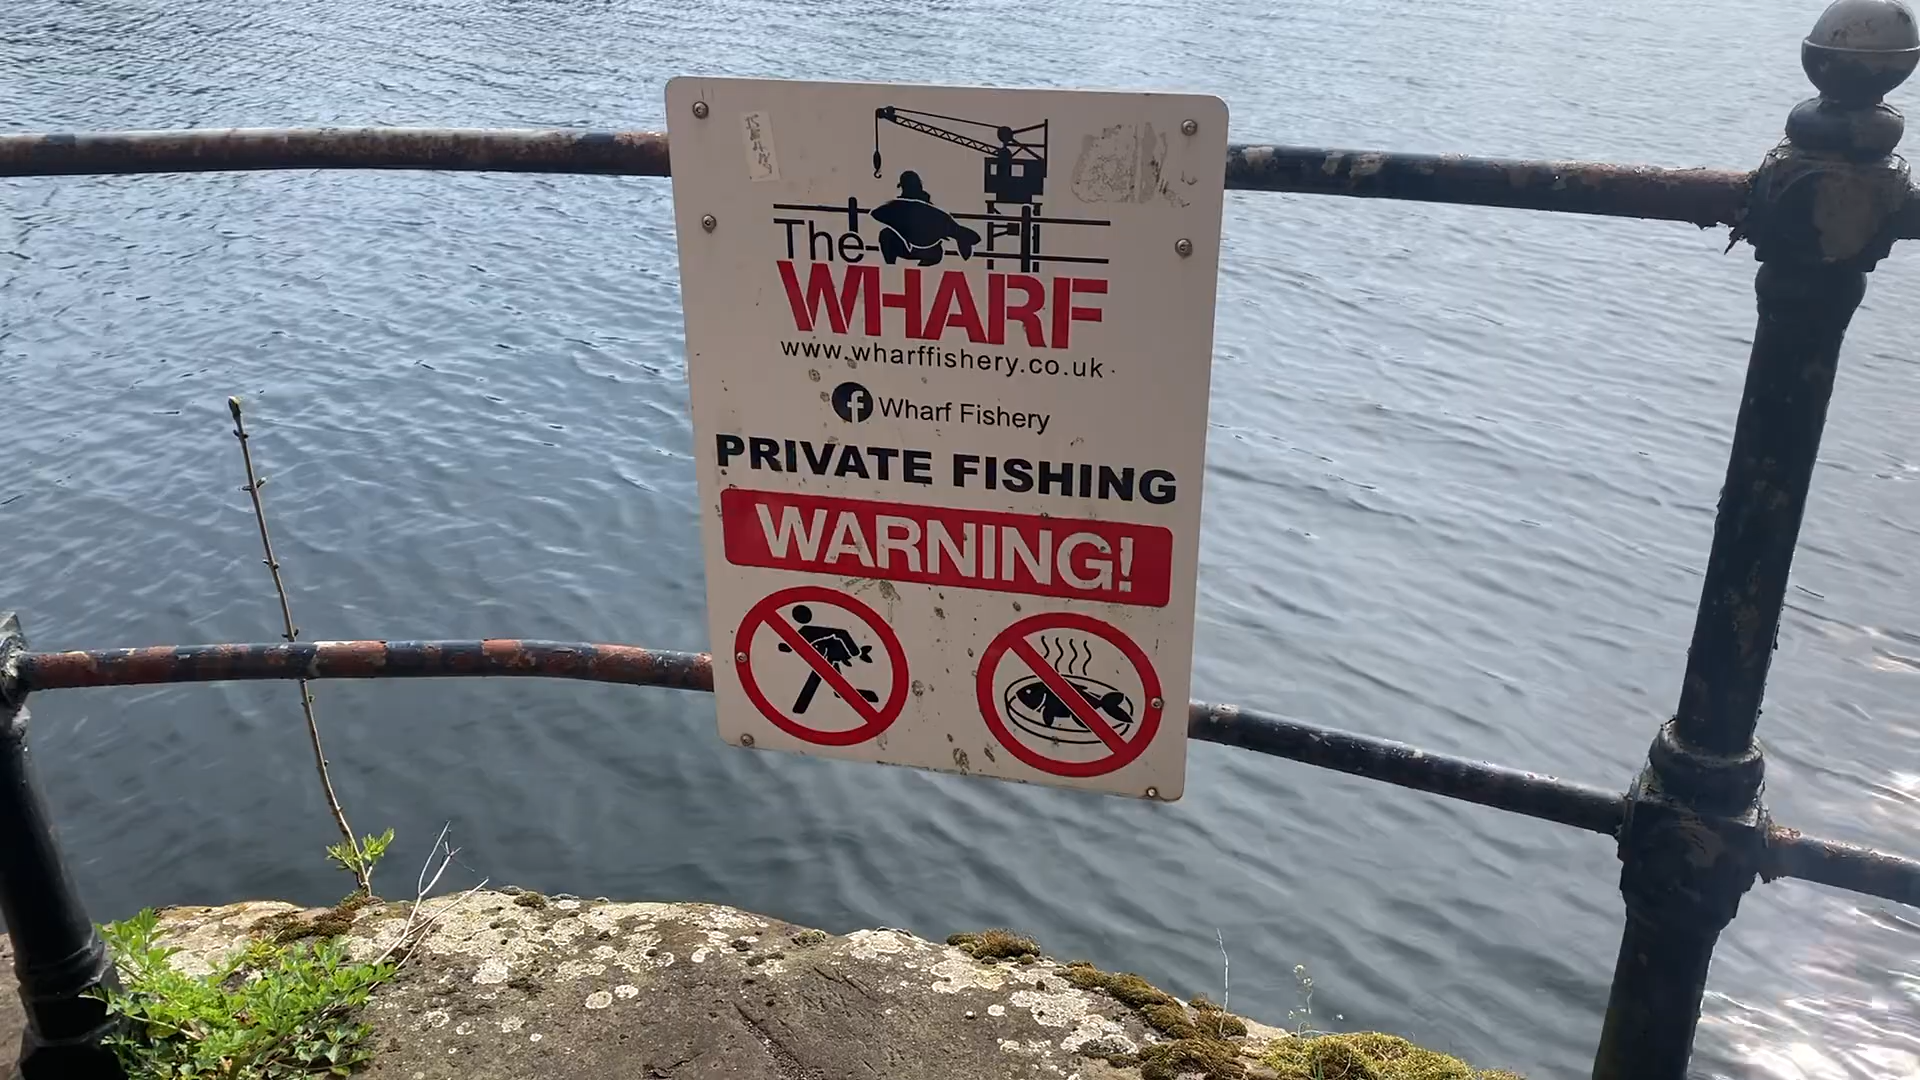 The
WHARF
www.wharffishery.co.uk
Wharf Fishery
PRIVATE FISHING
WARNING!